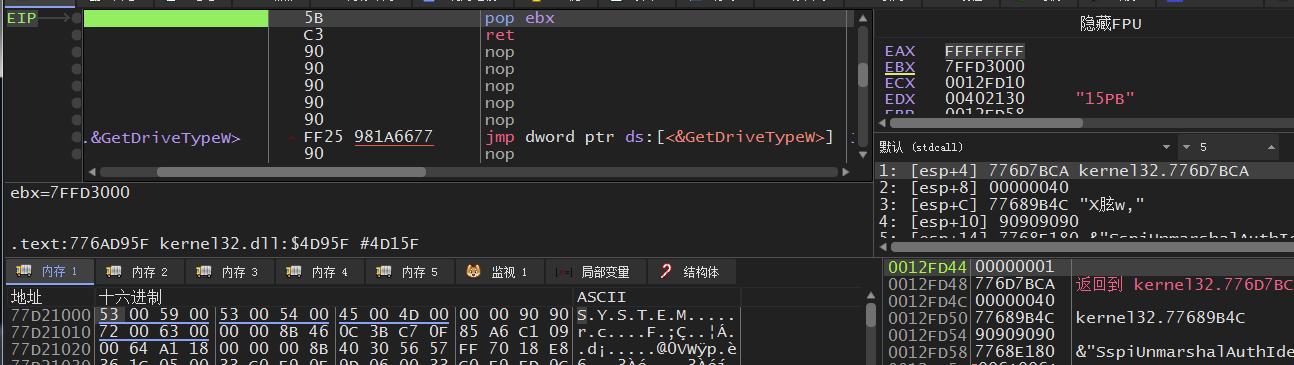 EIP
5B pop ebx
C3 ret
90 nop
90 nop
90 nop
90 nop
90 nop
.&GetDriveTypeW> FF25 981A6677 jmp dword ptr ds:[<&GetDriveTypeW>]
90 nop
ebx=7FFD3000
.text:776AD95F kernel32.dll:$4D95F #4D15F
隐藏FPU
EAX FFFFFFFF
EBX 7FFD3000
ECX 0012FD10
EDX 00402130 "15PB"
EBP 0012FD58
默认 (stdcall) 5
1: [esp+4] 776D7BCA kernel32.776D7BCA
2: [esp+8] 00000040
3: [esp+C] 77689B4C "X胘w,"
4: [esp+10] 90909090
5: [esp+14] 7768E180 &"SspiUnmarshalAuthIde
内存 1 内存 2 内存 3 内存 4 内存 5 监视 1 局部变量 结构体
地址 十六进制 ASCII
77D21000 53 00 59 00 53 00 54 00 45 00 4D 00 00 00 90 90 S.Y.S.T.E.M.....
77D21010 72 00 63 00 00 00 8B 46 0C 3B C7 0F 85 A6 C1 09 r.c....F.;Ç..¦Á.
77D21020 00 64 A1 18 00 00 00 8B 40 30 56 57 FF 70 18 E8 .d¡.....@0VWÿp.è
77D21030
0012FD44 00000001
0012FD48 776D7BCA 返回到 kernel32.776D7BC
0012FD4C 00000040
0012FD50 77689B4C kernel32.77689B4C
0012FD54 90909090
0012FD58 7768E180 &"SspiUnmarshalAuthIde